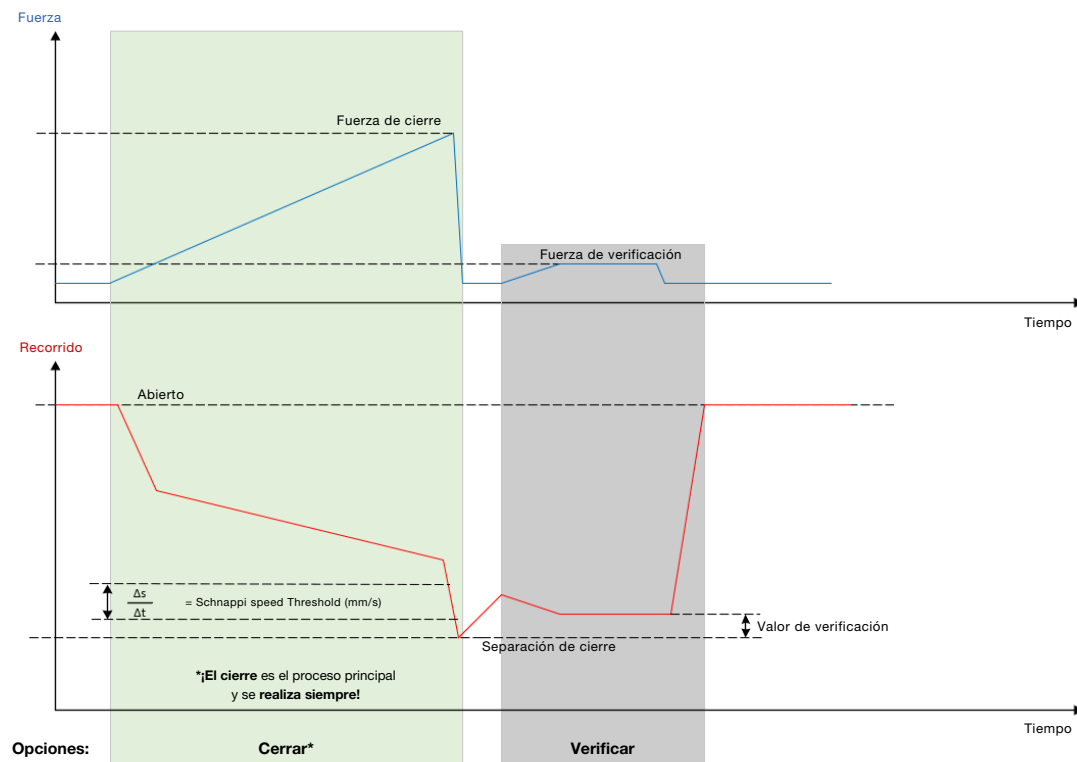 Fuerza
Fuerza de cierre
Fuerza de verificación
Tiempo
Recorrido
Abierto
Δs
Δt
= Schnappi speed Threshold (mm/s)
Valor de verificación
Separación de cierre
*¡El cierre es el proceso principal
y se realiza siempre!
Tiempo
Opciones:
Cerrar*
Verificar